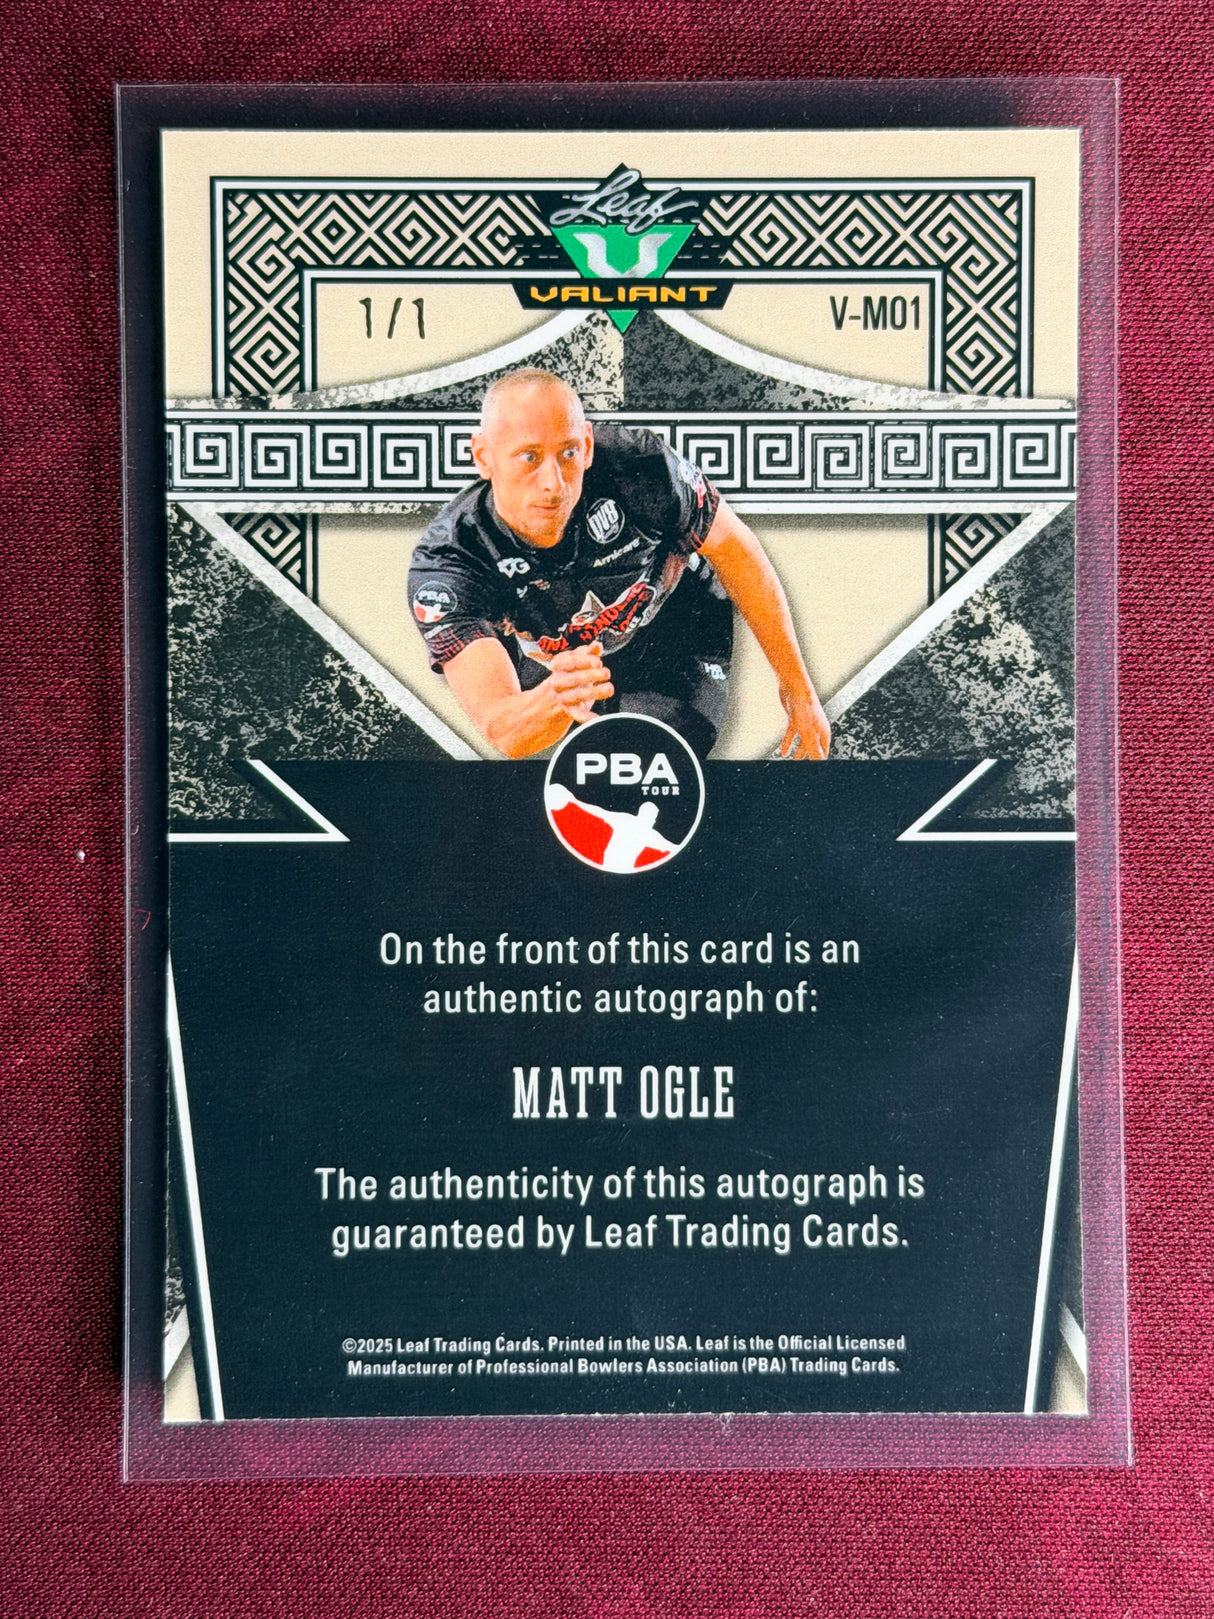 Leaf
VALIANT
1/1
V-M01
DV8
PBA
PBA
TOUR
On the front of this card is an
authentic autograph of:
MATT OGLE
The authenticity of this autograph is
guaranteed by Leaf Trading Cards.
©2025 Leaf Trading Cards. Printed in the USA. Leaf is the Official Licensed
Manufacturer of Professional Bowlers Association (PBA) Trading Cards.